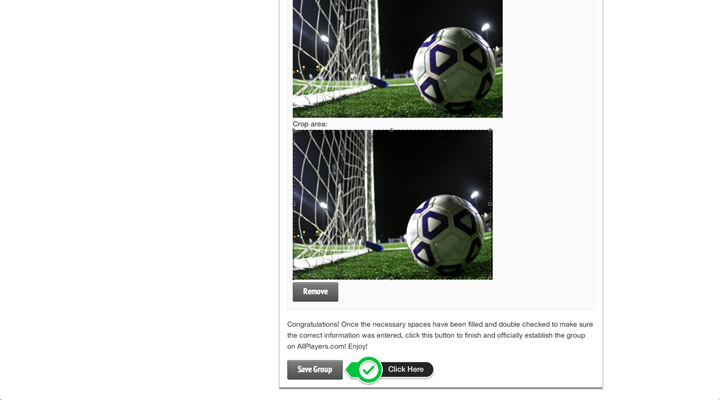 Crop area:
Remove
Congratulations! Once the necessary spaces have been filled and double checked to make sure
the correct information was entered, click this button to finish and officially establish the group
on AllPlayers.com! Enjoy!
Save Group Click Here